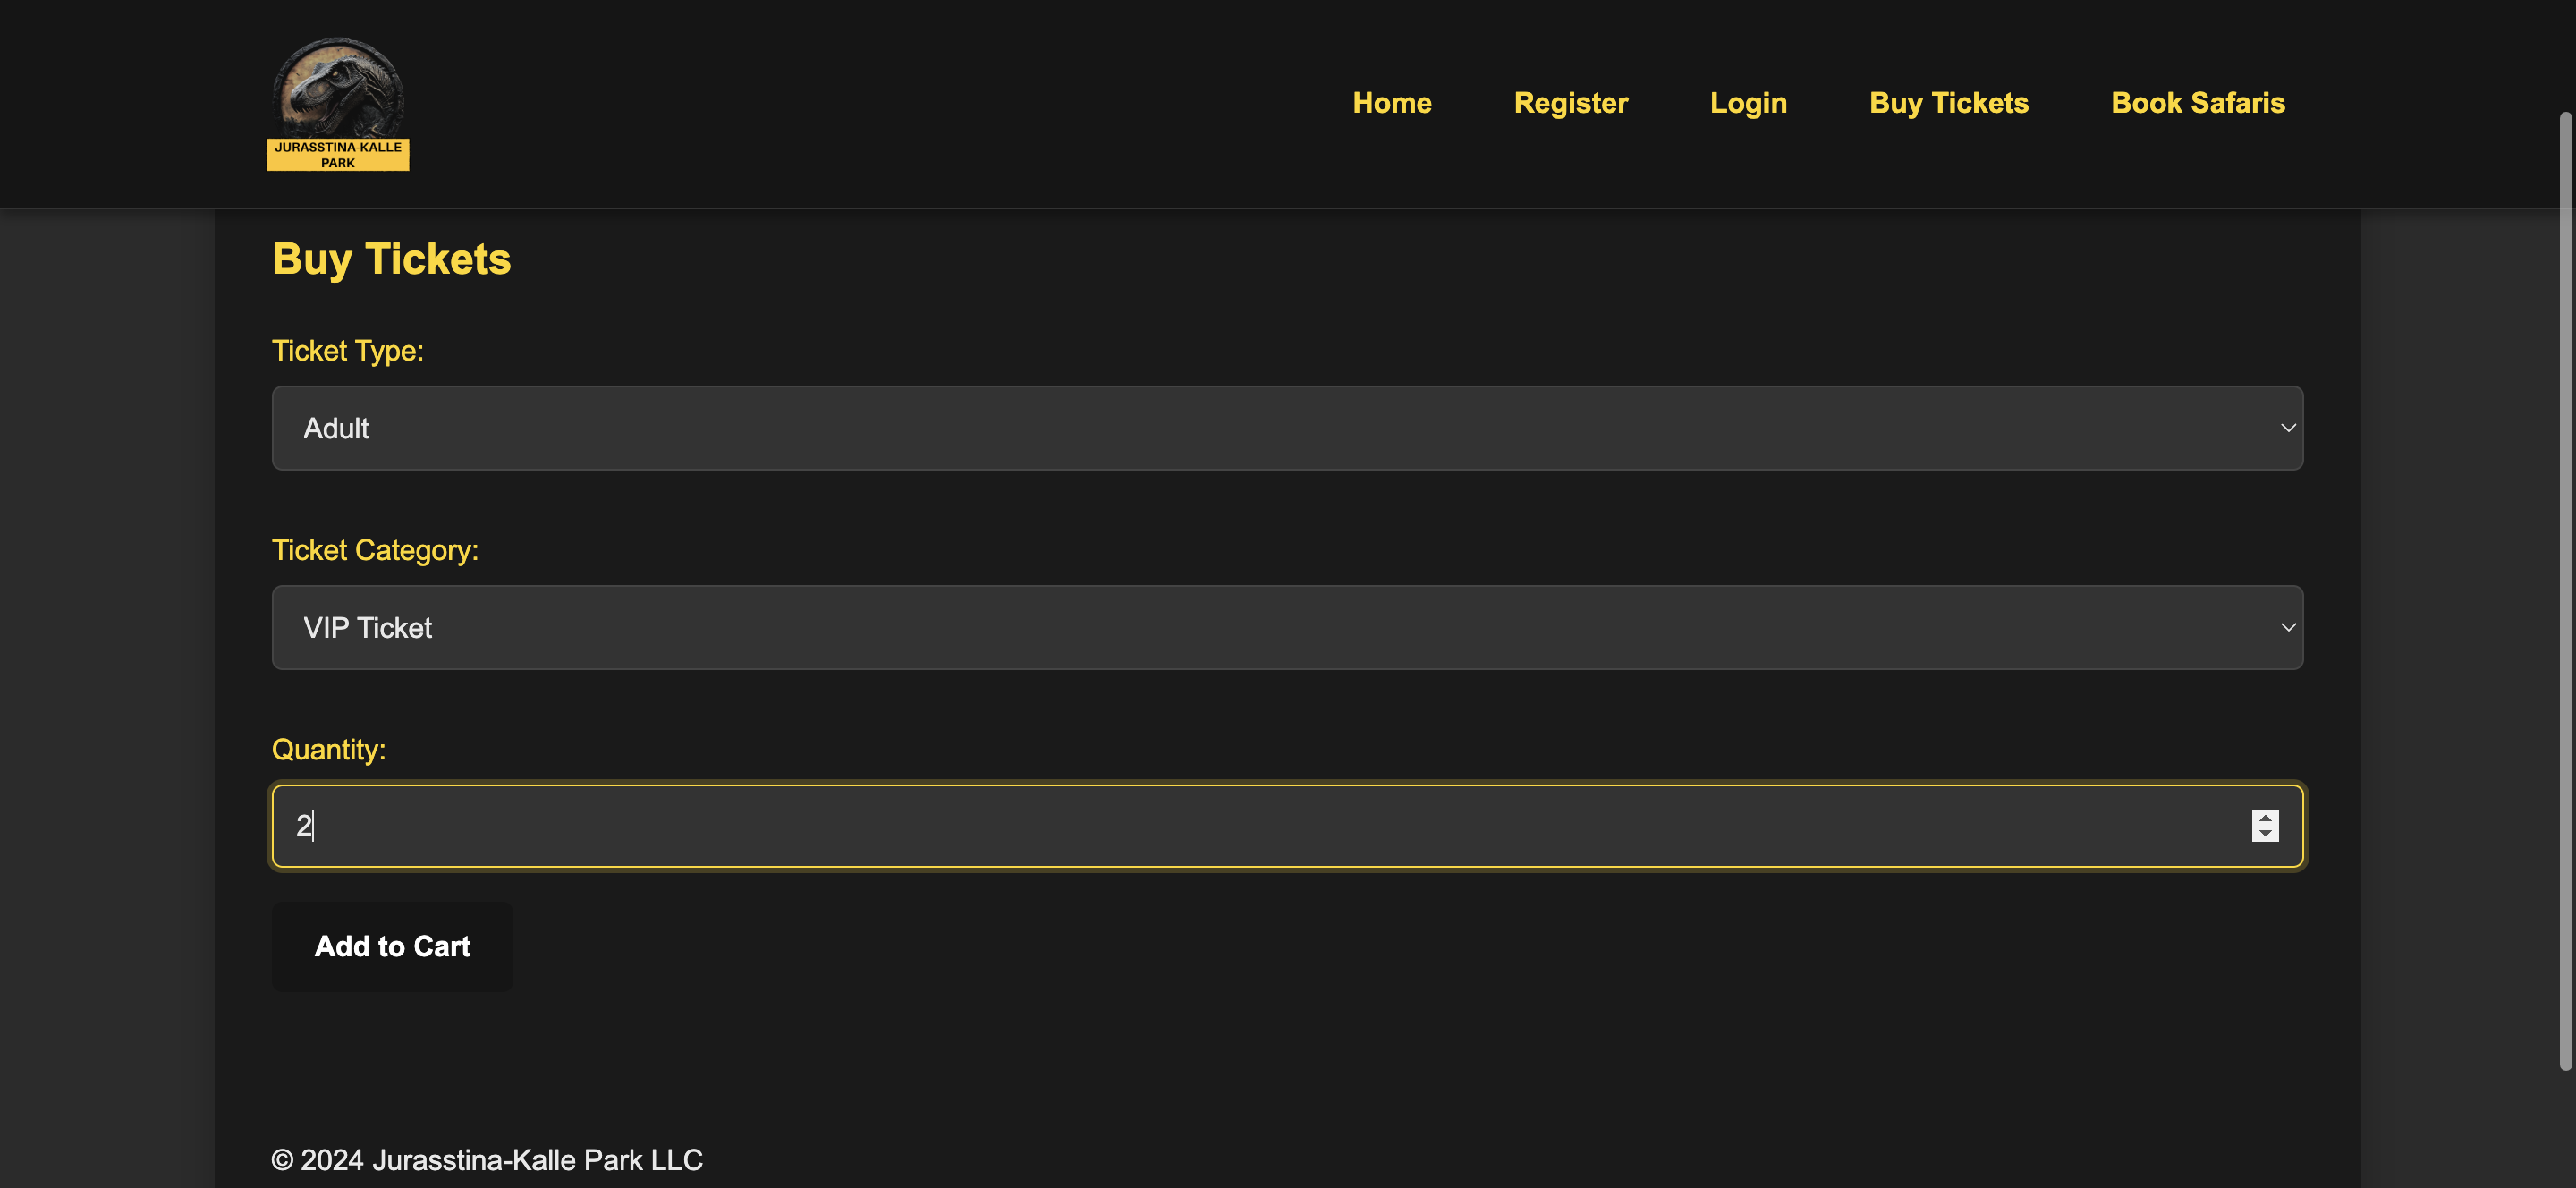 JURASSTINA-KALLE
PARK
Home Register Login Buy Tickets Book Safaris
Buy Tickets
Ticket Type:
Adult
Ticket Category:
VIP Ticket
Quantity:
2
Add to Cart
© 2024 Jurasstina-Kalle Park LLC